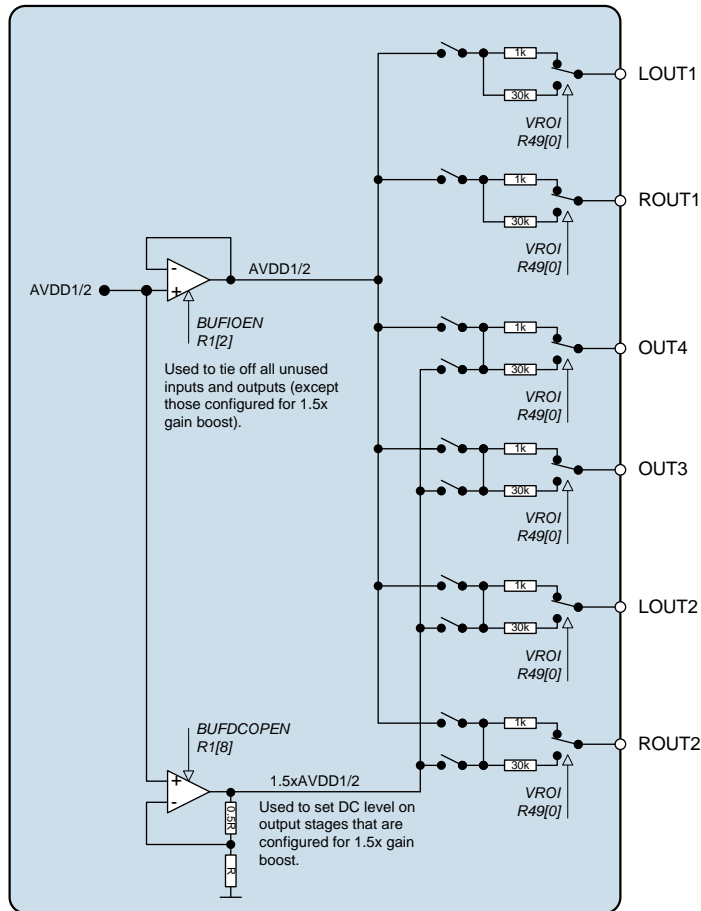 1k
LOUT1
30k
VROI
R49[0]
1k
ROUT1
30k
VROI
R49[0]
AVDD1/2
-
+
AVDD1/2
BUFIOEN
R1[2]
Used to tie off all unused
inputs and outputs (except
those configured for 1.5x
gain boost).
1k
OUT4
30k
VROI
R49[0]
1k
OUT3
30k
VROI
R49[0]
1k
LOUT2
30k
VROI
R49[0]
BUFDCOPEN
R1[8]
1k
ROUT2
30k
VROI
R49[0]
+
-
1.5xAVDD1/2
0.5R
R
Used to set DC level on
output stages that are
configured for 1.5x gain
boost.